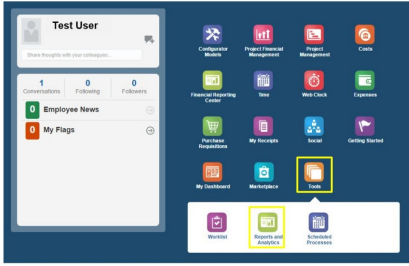 Test User
Share thoughts with your colleagues...
1
Conversations
0
Following
0
Followers
0 Employee News
0 My Flags
Configurator
Models
Project Financial
Management
Project
Management
Costs
Financial Reporting
Center
Time
Web Clock
Expenses
Purchase
Requisitions
My Receipts
Social
Getting Started
My Dashboard
Marketplace
Tools
Worklist
Reports and
Analytics
Scheduled
Processes